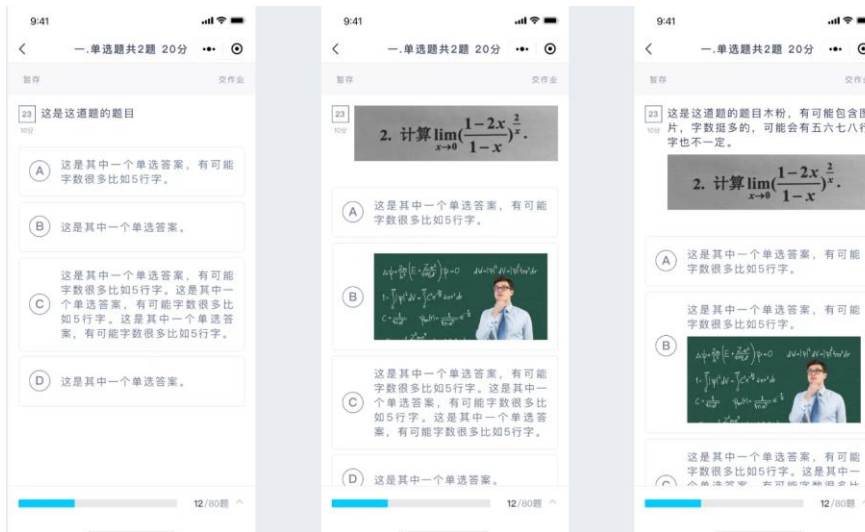 9:41
一.单选题共2题 20分
暂存
交作业
23
10分
这是这道题的题目
A
这是其中一个单选答案，有可能
字数很多比如5行字。
B
这是其中一个单选答案。
C
这是其中一个单选答案，有可能
字数很多比如5行字。这是其中一
个单选答案，有可能字数很多比
如5行字。这是其中一个单选答
案，有可能字数很多比如5行字。
D
这是其中一个单选答案。
12/80题
9:41
一.单选题共2题 20分
暂存
交作业
23
10分
2. 计算 lim x→0 (1−2x / 1−x)^(2/x).
A
这是其中一个单选答案，有可能
字数很多比如5行字。
B
C
这是其中一个单选答案，有可能
字数很多比如5行字。这是其中一
个单选答案，有可能字数很多比
如5行字。这是其中一个单选答
案，有可能字数很多比如5行字。
D
这是其中一个单选答案。
12/80题
9:41
一.单选题共2题 20分
暂存
交作
23
10分
这是这道题的题目木粉，有可能包含图
片，字数挺多的，可能会有五六七八行
字也不一定。
2. 计算 lim x→0 (1−2x / 1−x)^(2/x).
A
这是其中一个单选答案，有可能
字数很多比如5行字。
B
这是其中一个单选答案，有可能
字数很多比如5行字。
C
这是其中一个单选答案，有可能
字数很多比如5行字。这是其中一
12/80题